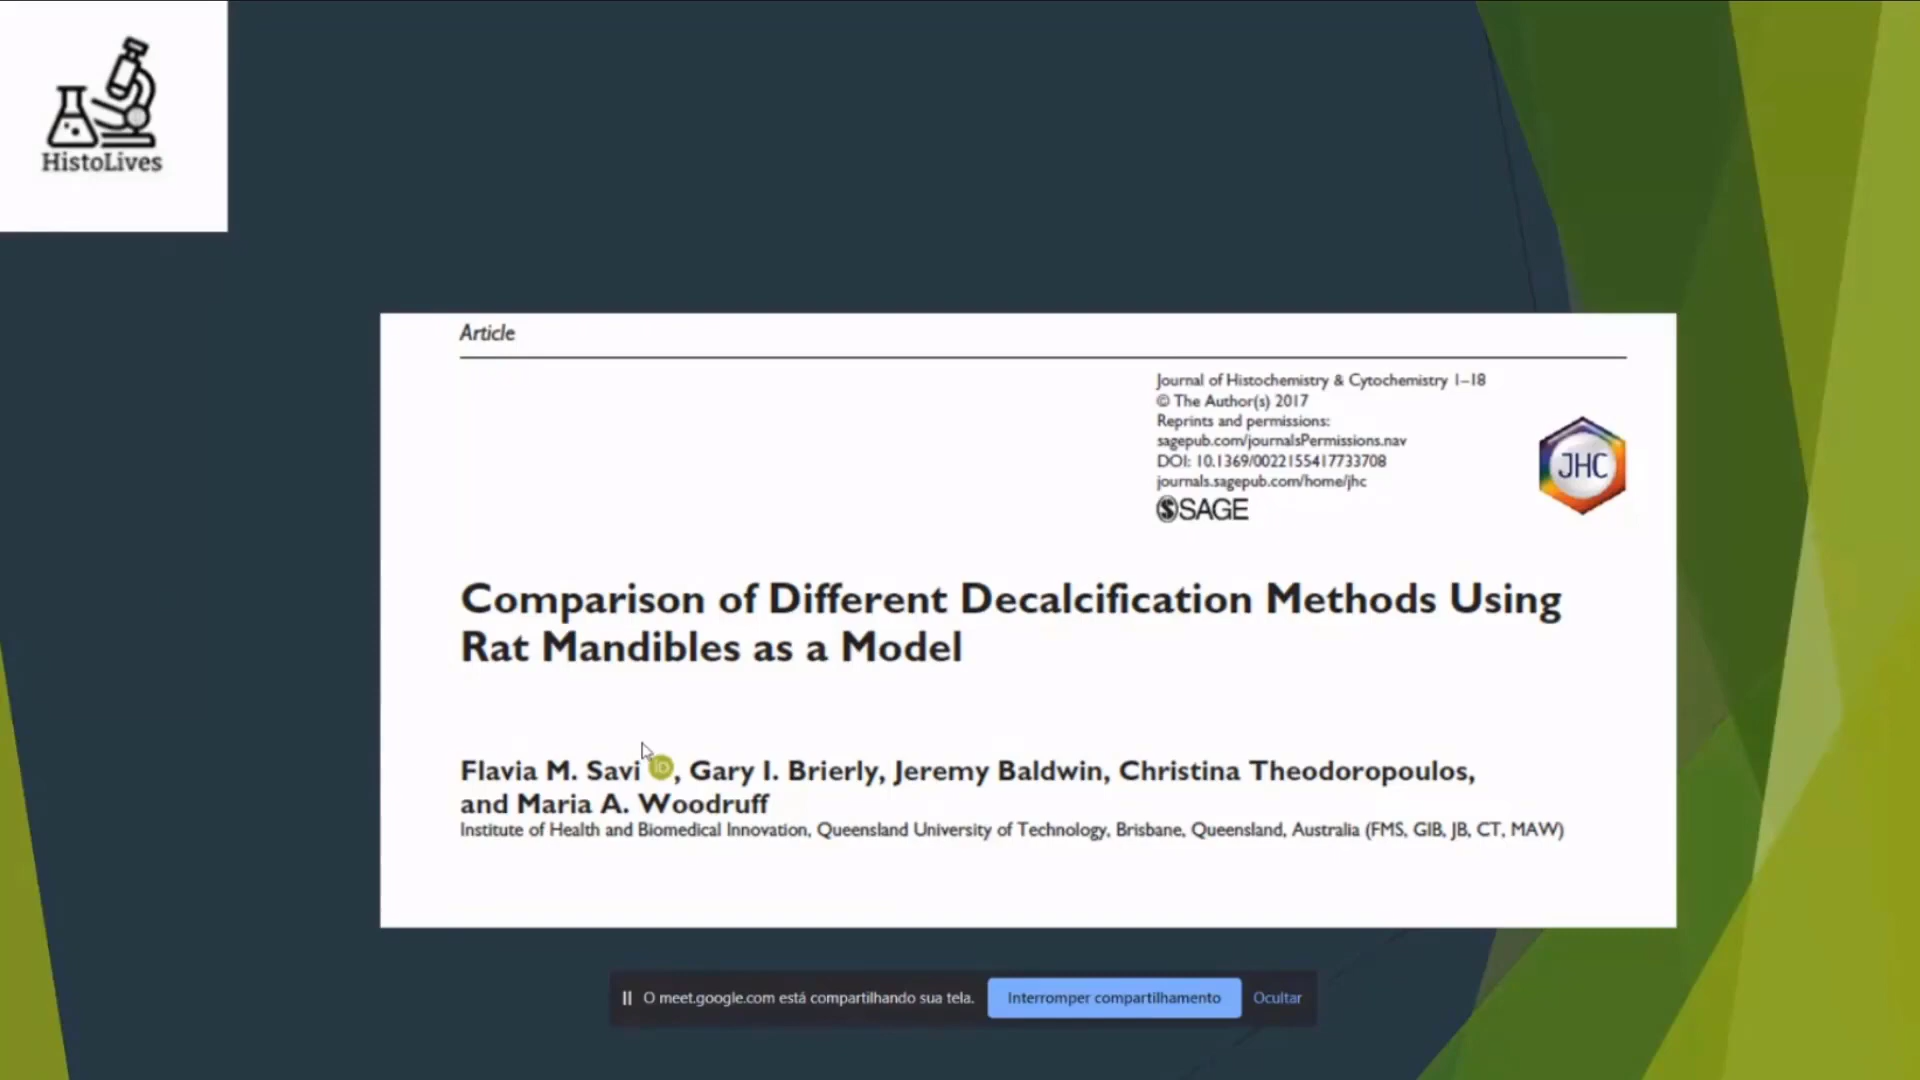 HistoLives
Article
Journal of Histochemistry & Cytochemistry 1–18
© The Author(s) 2017
Reprints and permissions:
sagepub.com/journalsPermissions.nav
DOI: 10.1369/0022155417733708
journals.sagepub.com/home/jhc
SAGE
JHC
Comparison of Different Decalcification Methods Using
Rat Mandibles as a Model
Flavia M. Savi iD, Gary I. Brierly, Jeremy Baldwin, Christina Theodoropoulos,
and Maria A. Woodruff
Institute of Health and Biomedical Innovation, Queensland University of Technology, Brisbane, Queensland, Australia (FMS, GIB, JB, CT, MAW)
O meet.google.com está compartilhando sua tela. Interromper compartilhamento Ocultar